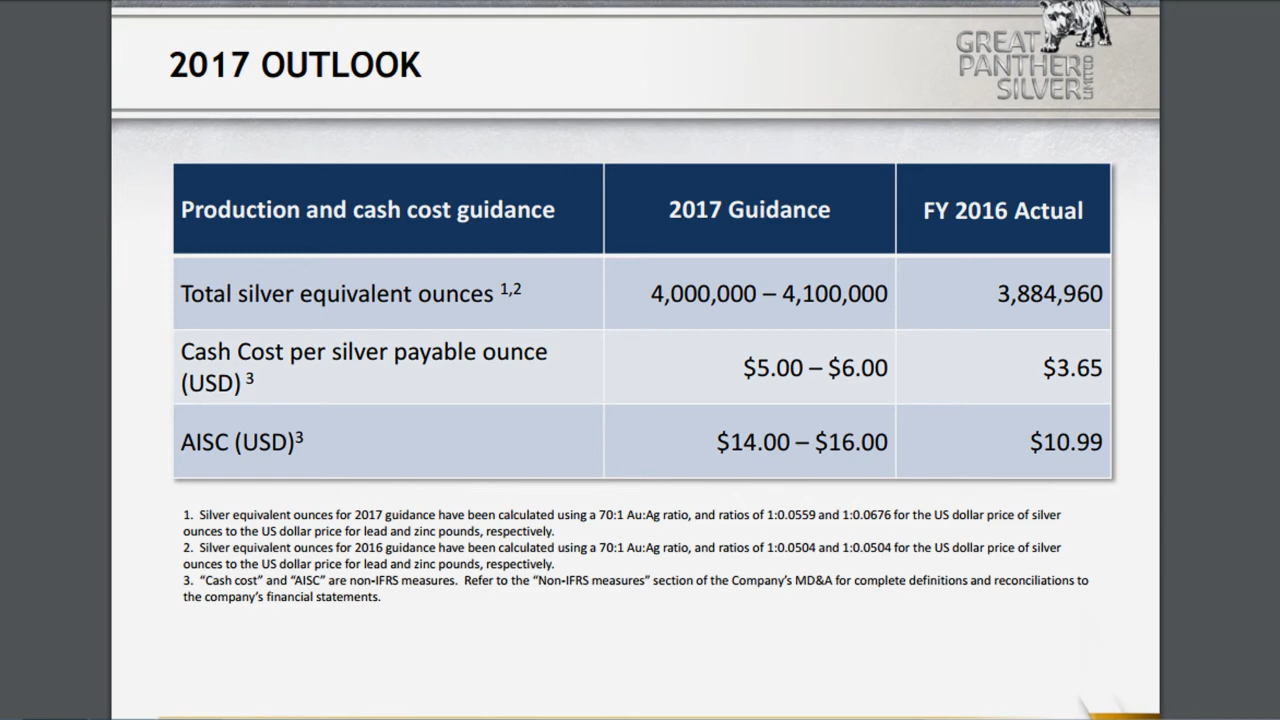 2017 OUTLOOK
GREAT
PANTHER
SILVER
LIMITED
Production and cash cost guidance 2017 Guidance FY 2016 Actual
Total silver equivalent ounces 1,2 4,000,000 – 4,100,000 3,884,960
Cash Cost per silver payable ounce
(USD) 3 $5.00 – $6.00 $3.65
AISC (USD)3 $14.00 – $16.00 $10.99
1. Silver equivalent ounces for 2017 guidance have been calculated using a 70:1 Au:Ag ratio, and ratios of 1:0.0559 and 1:0.0676 for the US dollar price of silver
ounces to the US dollar price for lead and zinc pounds, respectively.
2. Silver equivalent ounces for 2016 guidance have been calculated using a 70:1 Au:Ag ratio, and ratios of 1:0.0504 and 1:0.0504 for the US dollar price of silver
ounces to the US dollar price for lead and zinc pounds, respectively.
3. “Cash cost” and “AISC” are non-IFRS measures. Refer to the “Non-IFRS measures” section of the Company’s MD&A for complete definitions and reconciliations to
the company’s financial statements.